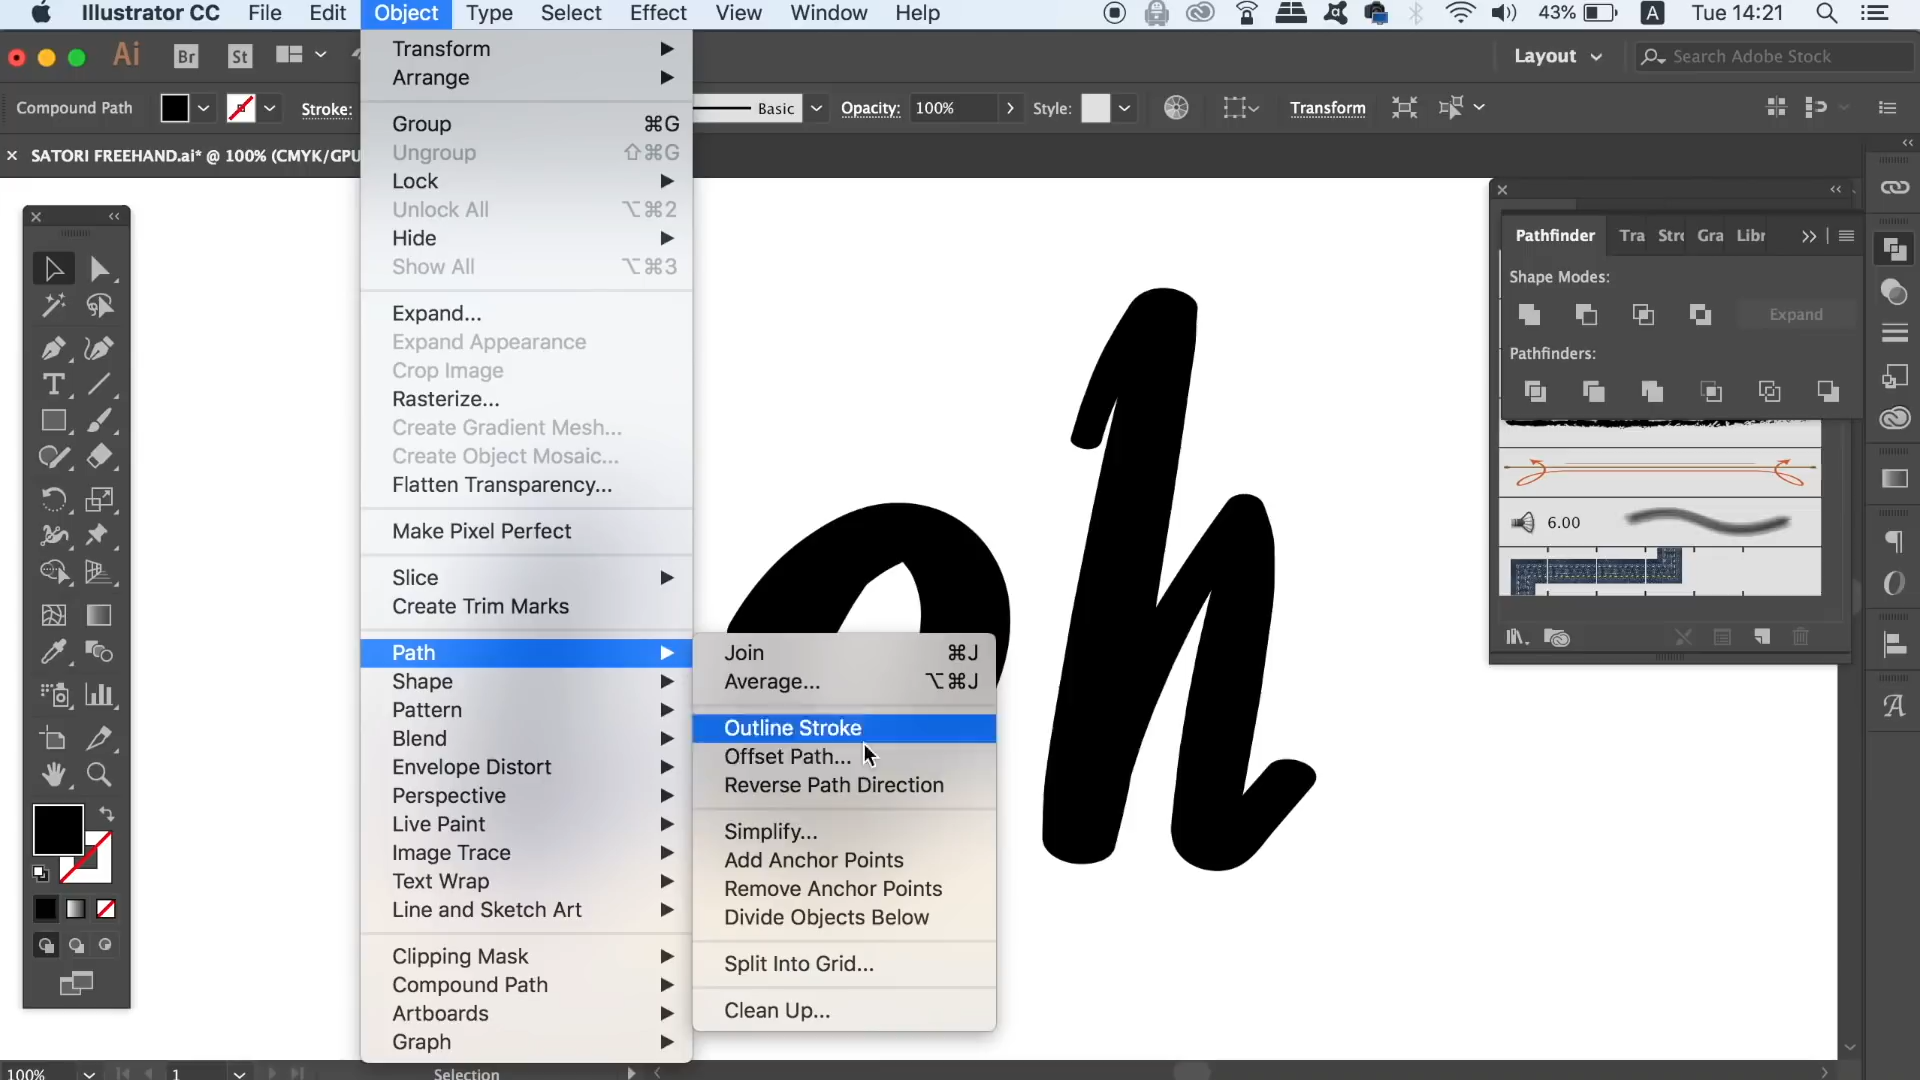 Illustrator CC File Edit Object Type Select Effect View Window Help 43% A Tue 14:21
Ai Br St Layout Search Adobe Stock
Compound Path Stroke: Basic Opacity: 100% Style: Transform
SATORI FREEHAND.ai* @ 100% (CMYK/GPU
Transform
Arrange
Group ⌘G
Ungroup ⇧⌘G
Lock
Unlock All ⌥⌘2
Hide
Show All ⌥⌘3
Expand...
Expand Appearance
Crop Image
Rasterize...
Create Gradient Mesh...
Create Object Mosaic...
Flatten Transparency...
Make Pixel Perfect
Slice
Create Trim Marks
Path
Shape
Pattern
Blend
Envelope Distort
Perspective
Live Paint
Image Trace
Text Wrap
Line and Sketch Art
Clipping Mask
Compound Path
Artboards
Graph
Join ⌘J
Average... ⌥⌘J
Outline Stroke
Offset Path...
Reverse Path Direction
Simplify...
Add Anchor Points
Remove Anchor Points
Divide Objects Below
Split Into Grid...
Clean Up...
oh
Pathfinder Tra Stro Gra Libr
Shape Modes:
Expand
Pathfinders:
6.00
100% 1 Selection